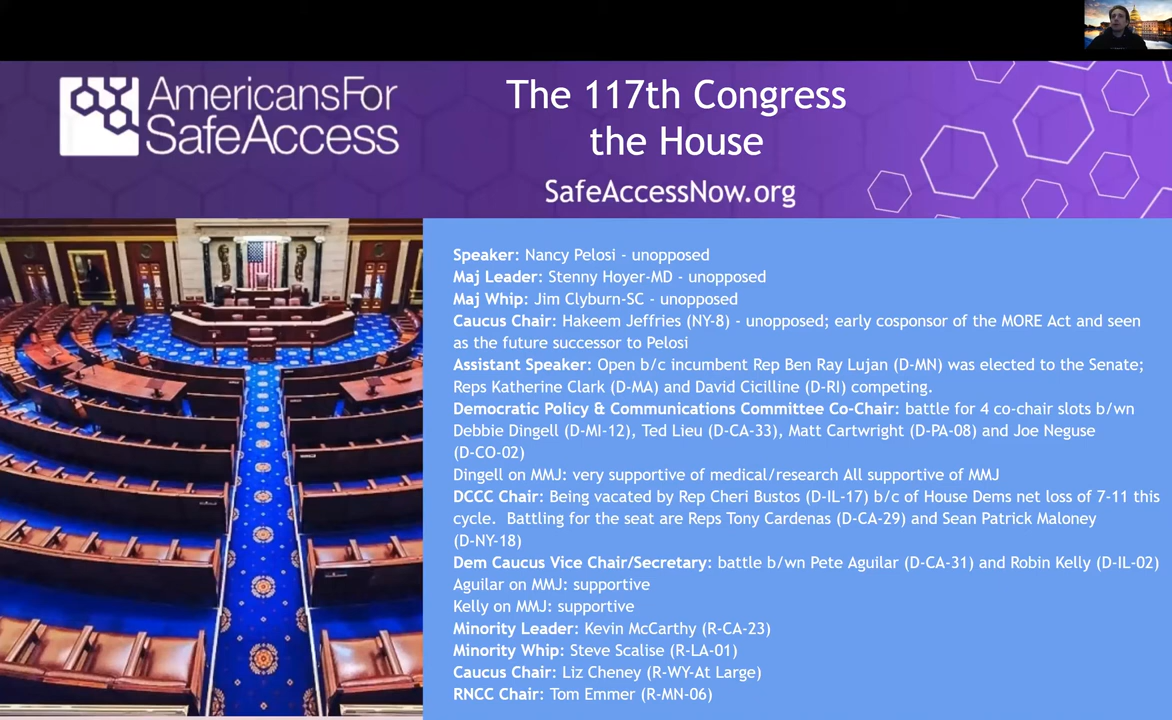 AmericansFor
SafeAccess
The 117th Congress
the House
SafeAccessNow.org
Speaker: Nancy Pelosi - unopposed
Maj Leader: Stenny Hoyer-MD - unopposed
Maj Whip: Jim Clyburn-SC - unopposed
Caucus Chair: Hakeem Jeffries (NY-8) - unopposed; early cosponsor of the MORE Act and seen
as the future successor to Pelosi
Assistant Speaker: Open b/c incumbent Rep Ben Ray Lujan (D-MN) was elected to the Senate;
Reps Katherine Clark (D-MA) and David Cicilline (D-RI) competing.
Democratic Policy & Communications Committee Co-Chair: battle for 4 co-chair slots b/wn
Debbie Dingell (D-MI-12), Ted Lieu (D-CA-33), Matt Cartwright (D-PA-08) and Joe Neguse
(D-CO-02)
Dingell on MMJ: very supportive of medical/research All supportive of MMJ
DCCC Chair: Being vacated by Rep Cheri Bustos (D-IL-17) b/c of House Dems net loss of 7-11 this
cycle. Battling for the seat are Reps Tony Cardenas (D-CA-29) and Sean Patrick Maloney
(D-NY-18)
Dem Caucus Vice Chair/Secretary: battle b/wn Pete Aguilar (D-CA-31) and Robin Kelly (D-IL-02)
Aguilar on MMJ: supportive
Kelly on MMJ: supportive
Minority Leader: Kevin McCarthy (R-CA-23)
Minority Whip: Steve Scalise (R-LA-01)
Caucus Chair: Liz Cheney (R-WY-At Large)
RNCC Chair: Tom Emmer (R-MN-06)